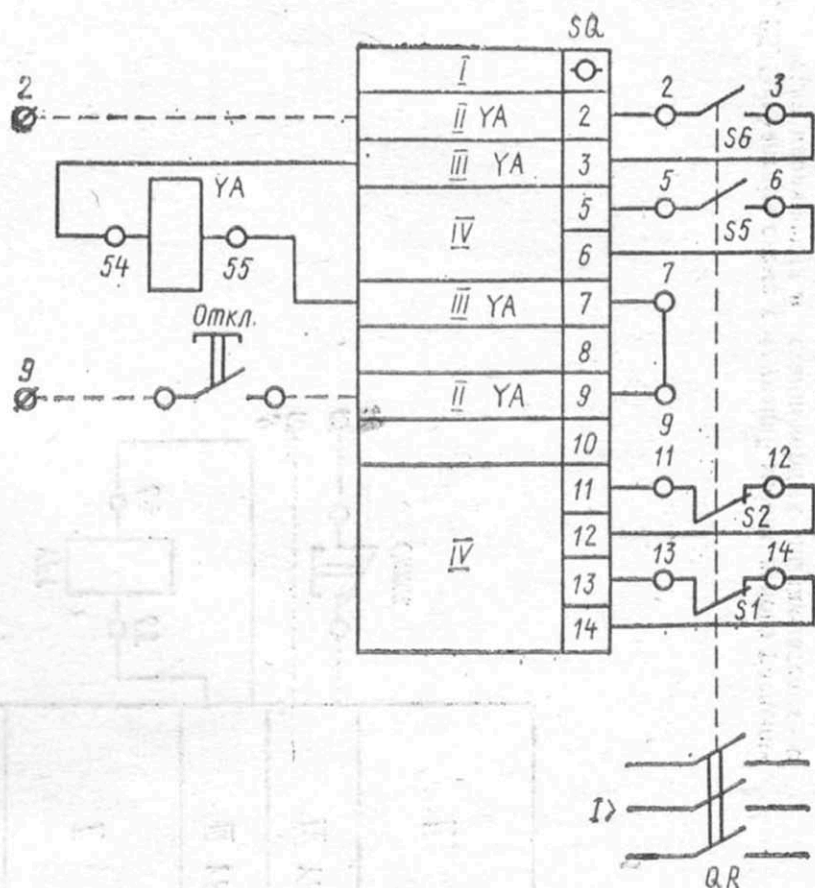 SQ
I
2
II YA 2 2 3
S6
III YA 3
YA 5 5 6
IV S5
54 55 6
III YA 7 7
Откл.
8
9
II YA 9
9
10
11 11 12
S2
12
IV
13 13 14
S1
14
I>
QR